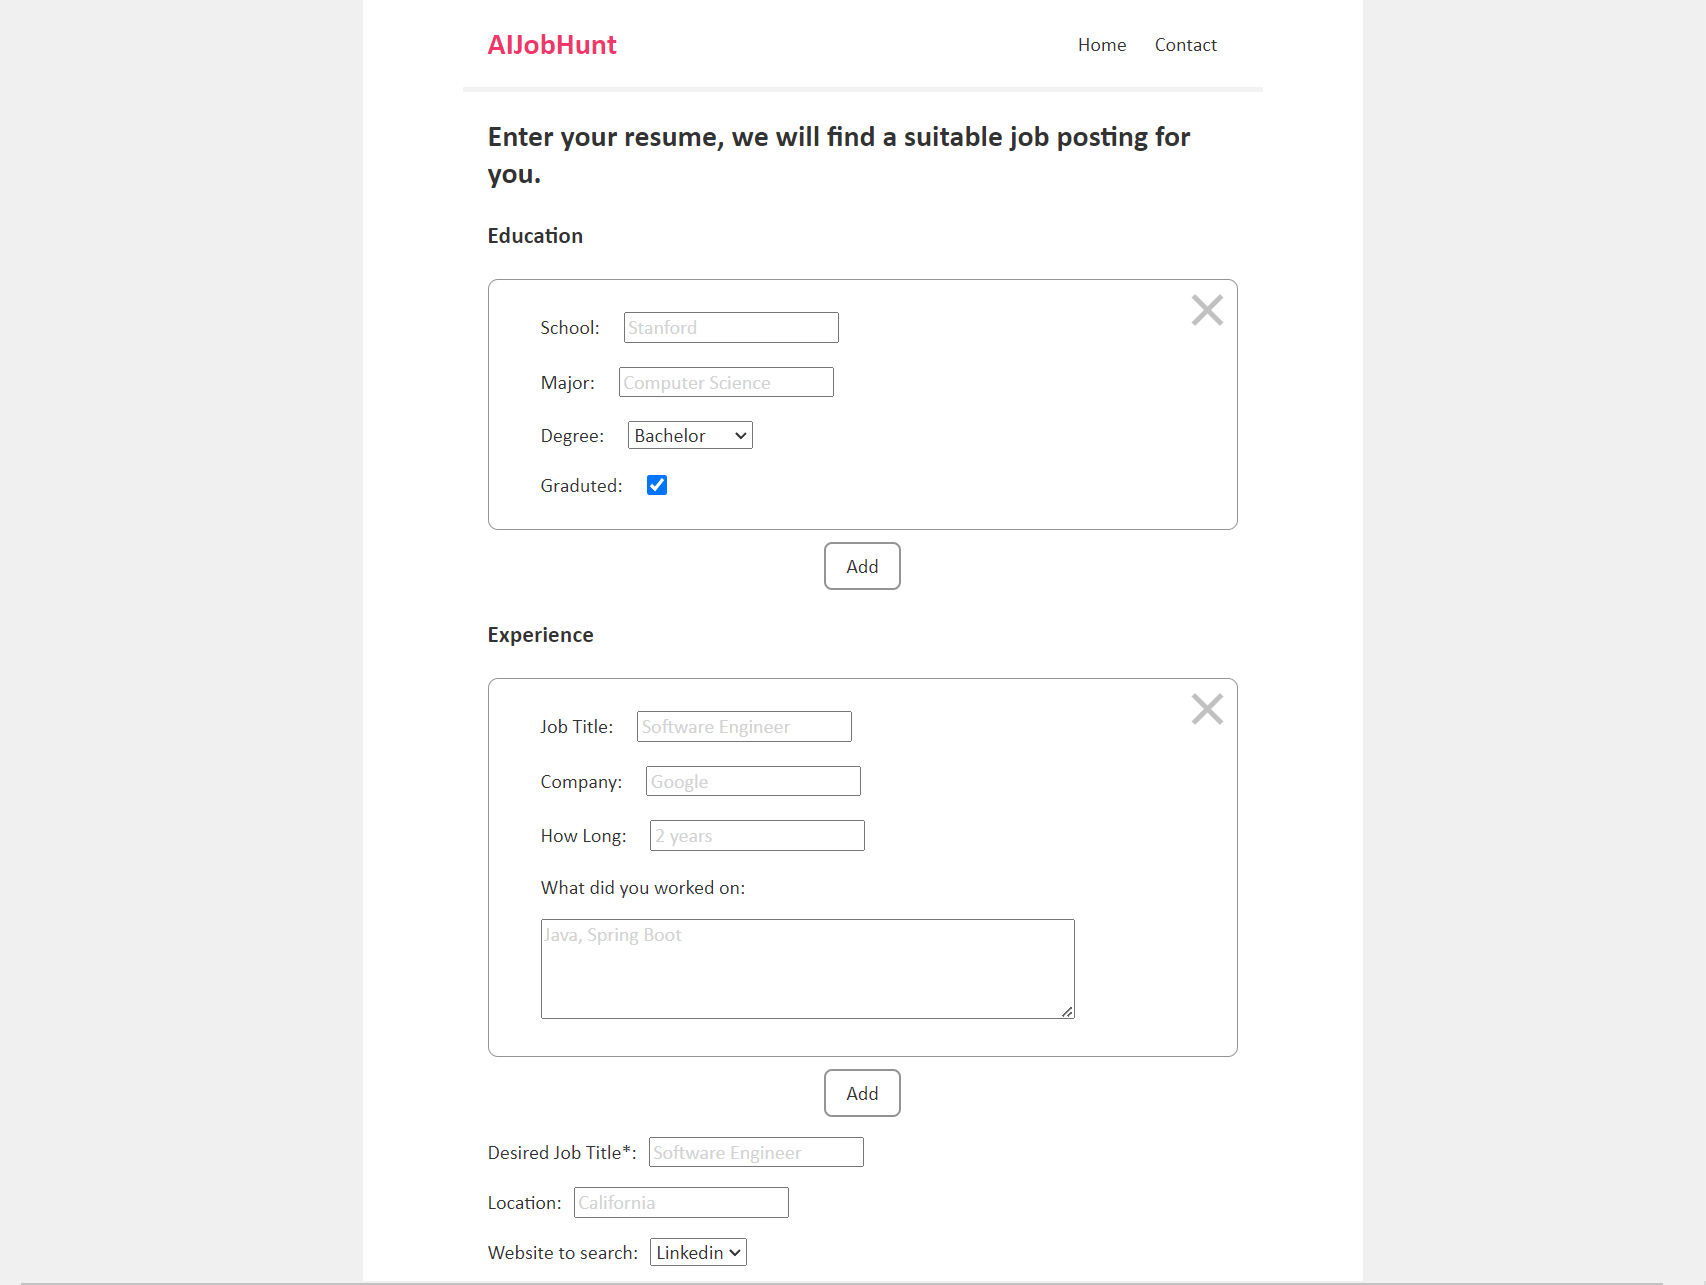 AIJobHunt
Home
Contact
Enter your resume, we will find a suitable job posting for
you.
Education
School: Stanford
Major: Computer Science
Degree: Bachelor
Graduted:
Add
Experience
Job Title: Software Engineer
Company: Google
How Long: 2 years
What did you worked on:
Java, Spring Boot
Add
Desired Job Title*: Software Engineer
Location: California
Website to search: Linkedin